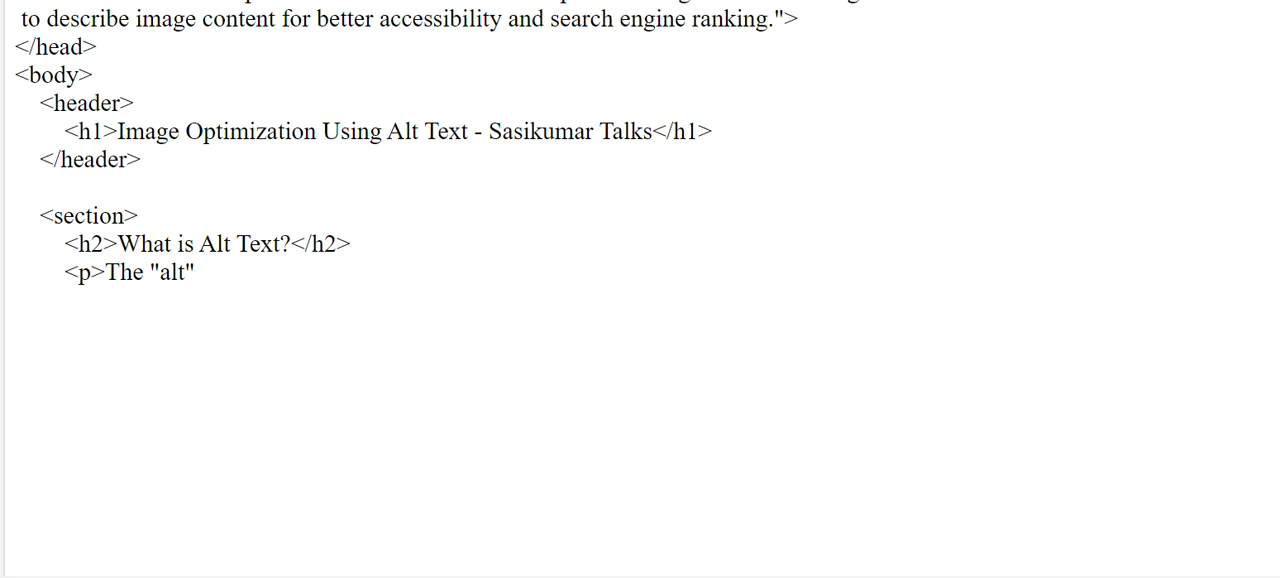 to describe image content for better accessibility and search engine ranking.">
</head>
<body>
<header>
<h1>Image Optimization Using Alt Text - Sasikumar Talks</h1>
</header>
<section>
<h2>What is Alt Text?</h2>
<p>The "alt"